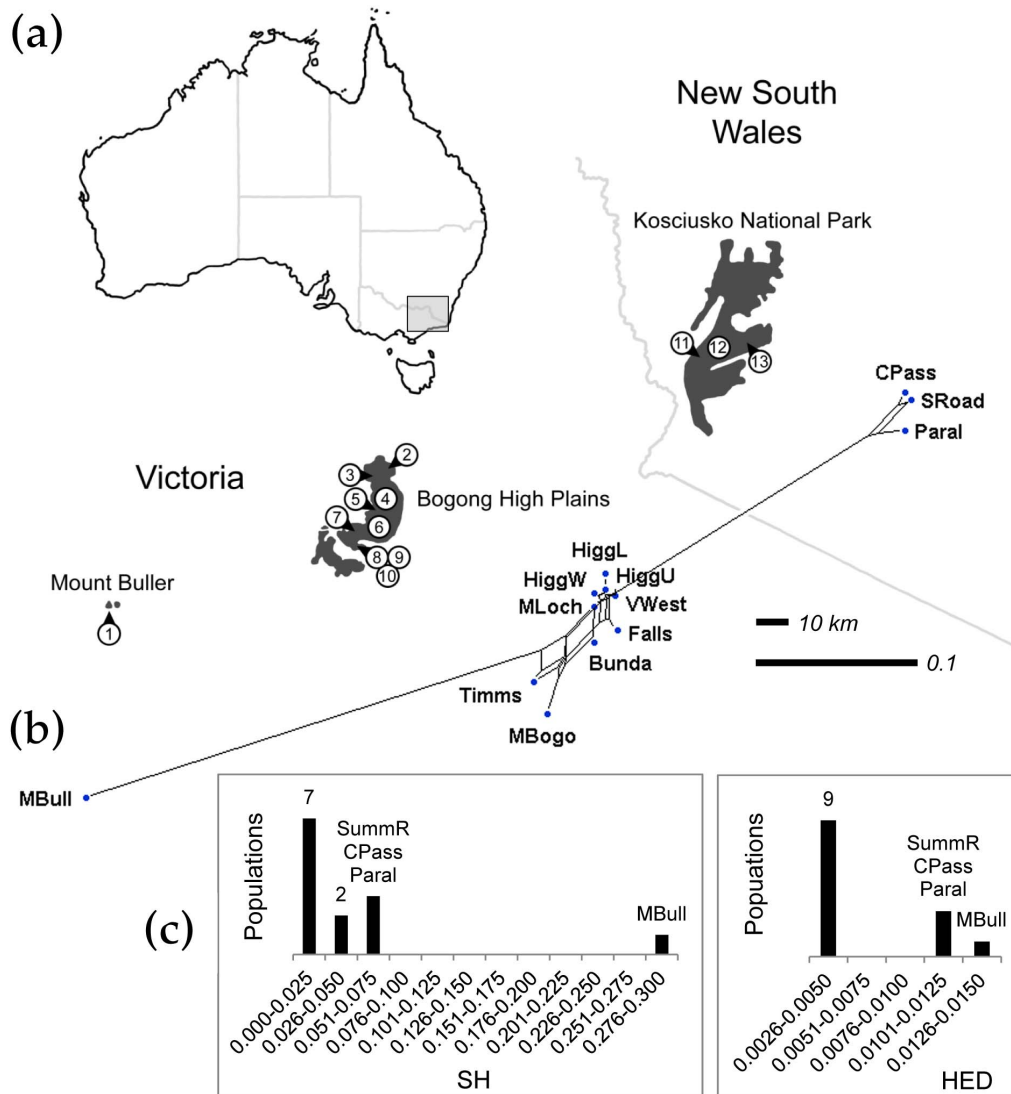 (a)
New South
Wales
Kosciusko National Park
11
12
13
CPass
SRoad
Paral
Victoria
2
3
5
4
Bogong High Plains
7
6
8
9
10
Mount Buller
1
HiggL
HiggW
HiggU
MLoch
VWest
Falls
Bunda
10 km
0.1
Timms
MBogo
(b)
MBull
(c)
Populations
7
SummR
CPass
Paral
2
MBull
0.000-0.025
0.026-0.050
0.051-0.075
0.076-0.100
0.101-0.125
0.126-0.150
0.151-0.175
0.176-0.200
0.201-0.225
0.226-0.250
0.251-0.275
0.276-0.300
SH
Populations
9
SummR
CPass
Paral
MBull
0.0026-0.0050
0.0051-0.0075
0.0076-0.0100
0.0101-0.0125
0.0126-0.0150
HED